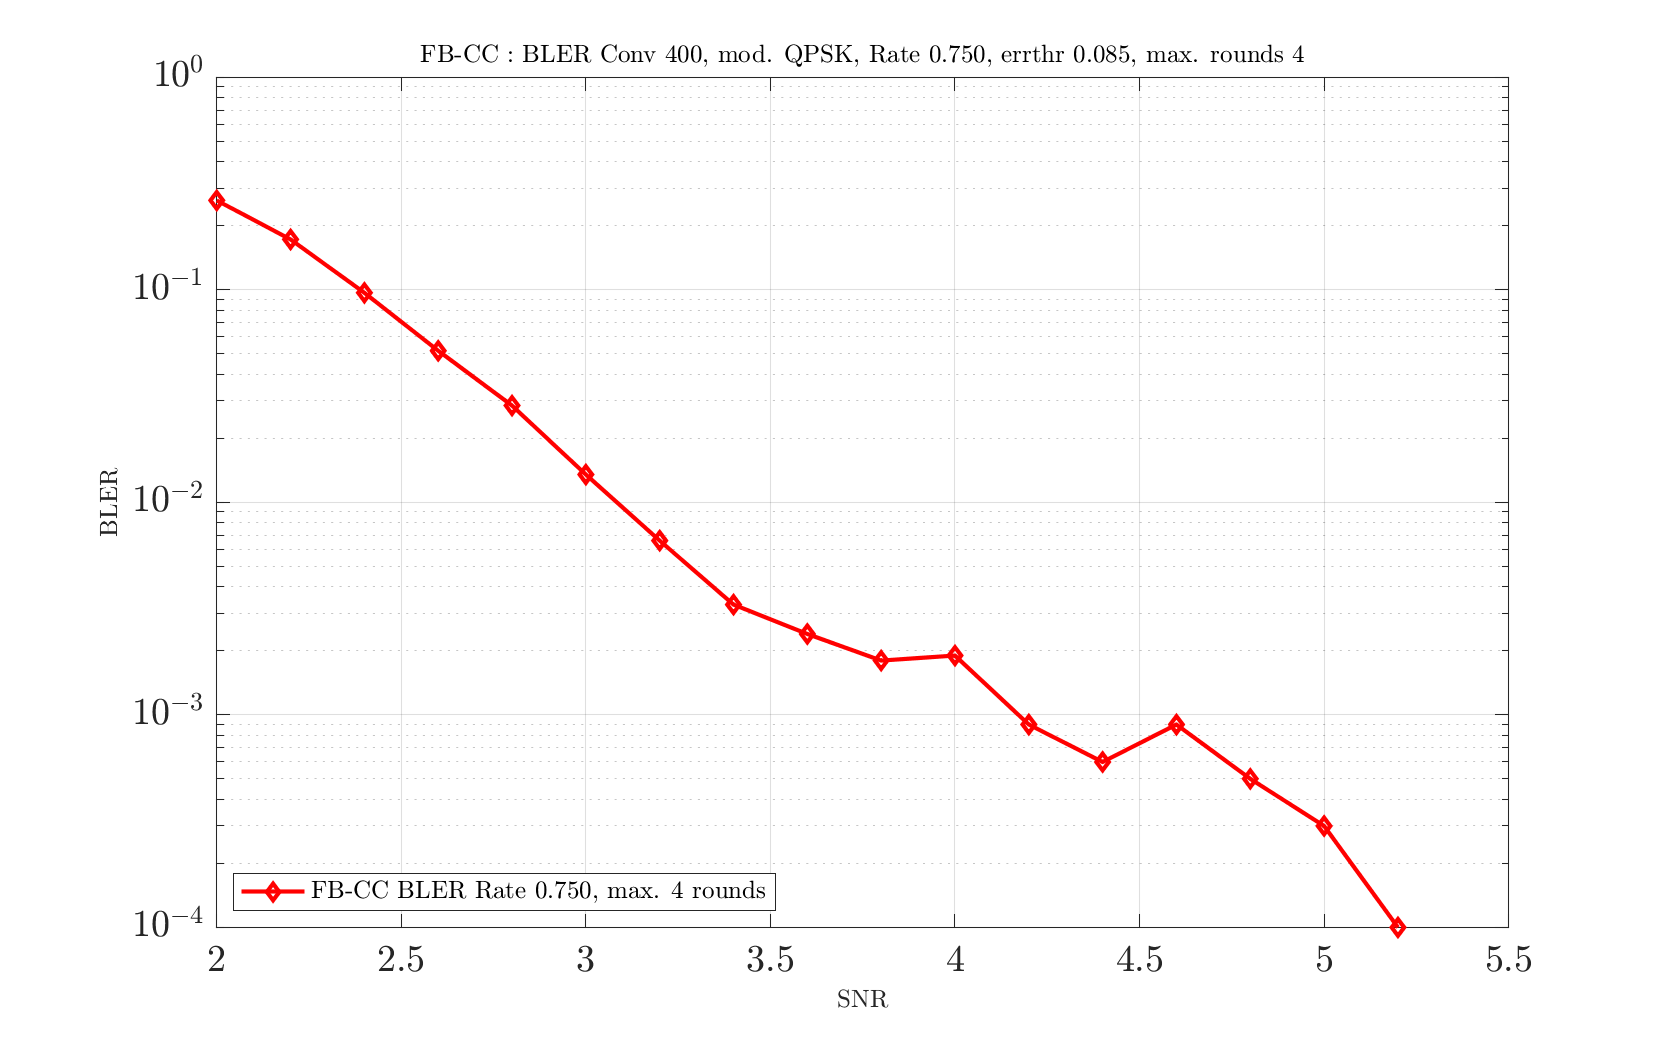 FB-CC : BLER Conv 400, mod. QPSK, Rate 0.750, errthr 0.085, max. rounds 4
10^0
10^-1
10^-2
10^-3
10^-4
BLER
FB-CC BLER Rate 0.750, max. 4 rounds
2 2.5 3 3.5 4 4.5 5 5.5
SNR